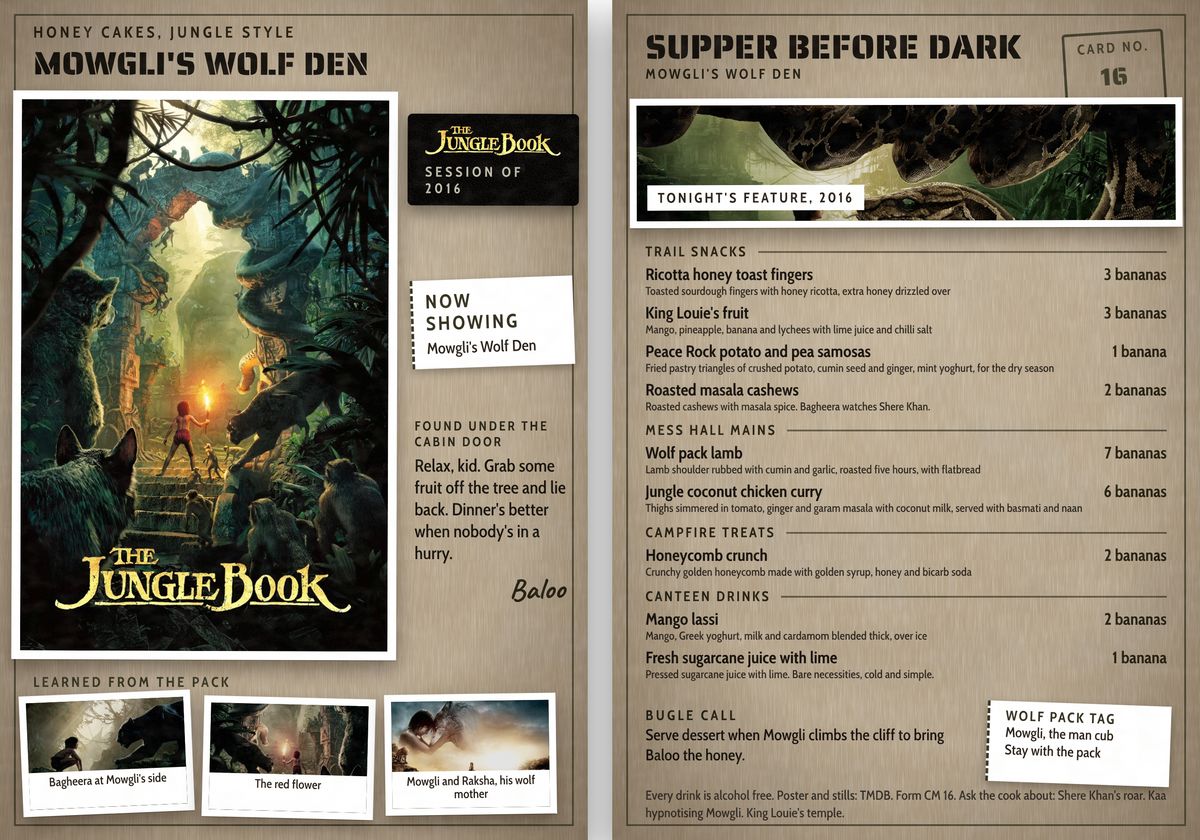 HONEY CAKES, JUNGLE STYLE
MOWGLI'S WOLF DEN
THE
JUNGLE BOOK
THE
JUNGLE BOOK
SESSION OF
2016
NOW
SHOWING
Mowgli's Wolf Den
FOUND UNDER THE
CABIN DOOR
Relax, kid. Grab some
fruit off the tree and lie
back. Dinner's better
when nobody's in a
hurry.
Baloo
LEARNED FROM THE PACK
Bagheera at Mowgli's side
The red flower
Mowgli and Raksha, his wolf
mother
SUPPER BEFORE DARK
MOWGLI'S WOLF DEN
CARD NO.
16
TONIGHT'S FEATURE, 2016
TRAIL SNACKS
Ricotta honey toast fingers 3 bananas
Toasted sourdough fingers with honey ricotta, extra honey drizzled over
King Louie's fruit 3 bananas
Mango, pineapple, banana and lychees with lime juice and chilli salt
Peace Rock potato and pea samosas 1 banana
Fried pastry triangles of crushed potato, cumin seed and ginger, mint yoghurt, for the dry season
Roasted masala cashews 2 bananas
Roasted cashews with masala spice. Bagheera watches Shere Khan.
MESS HALL MAINS
Wolf pack lamb 7 bananas
Lamb shoulder rubbed with cumin and garlic, roasted five hours, with flatbread
Jungle coconut chicken curry 6 bananas
Thighs simmered in tomato, ginger and garam masala with coconut milk, served with basmati and naan
CAMPFIRE TREATS
Honeycomb crunch 2 bananas
Crunchy golden honeycomb made with golden syrup, honey and bicarb soda
CANTEEN DRINKS
Mango lassi 2 bananas
Mango, Greek yoghurt, milk and cardamom blended thick, over ice
Fresh sugarcane juice with lime 1 banana
Pressed sugarcane juice with lime. Bare necessities, cold and simple.
BUGLE CALL
Serve dessert when Mowgli climbs the cliff to bring
Baloo the honey.
WOLF PACK TAG
Mowgli, the man cub
Stay with the pack
Every drink is alcohol free. Poster and stills: TMDB. Form CM 16. Ask the cook about: Shere Khan's roar. Kaa
hypnotising Mowgli. King Louie's temple.